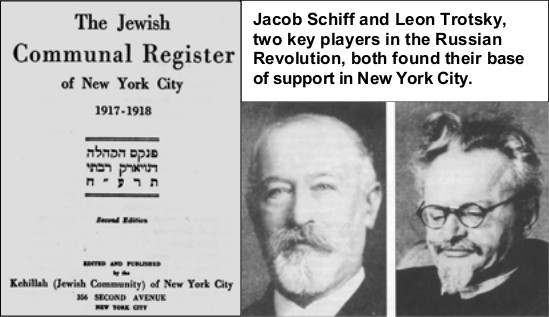 The Jewish
Communal Register
of New York City
1917-1918
פנקס הקהלה
דנויארק רבתי
ת ר ע " ח
Second Edition
EDITED AND PUBLISHED
by the
Kehillah (Jewish Community) of New York City
356 SECOND AVENUE
NEW YORK CITY
Jacob Schiff and Leon Trotsky,
two key players in the Russian
Revolution, both found their base
of support in New York City.